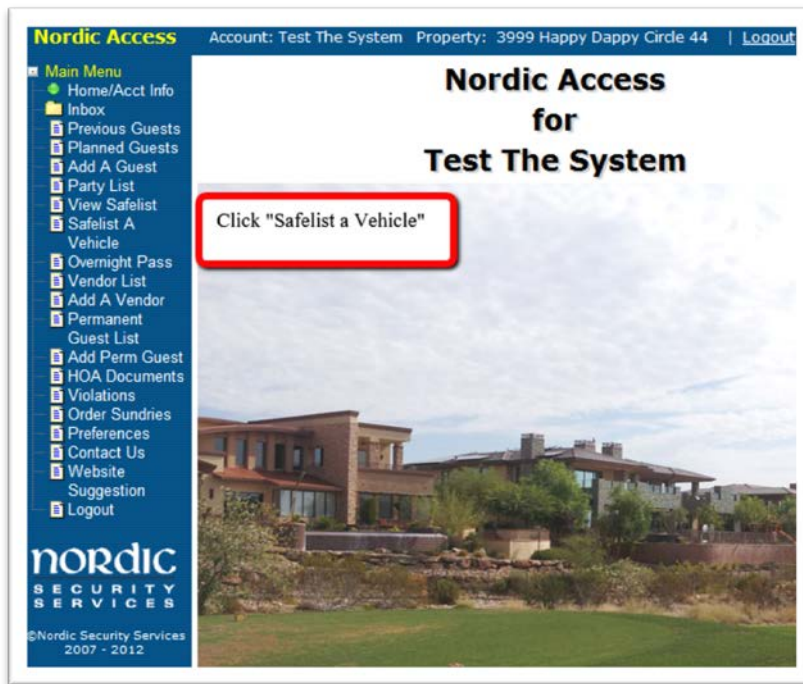 Nordic Access
Account: Test The System Property: 3999 Happy Dappy Circle 44 | Logout
Main Menu
Home/Acct Info
Inbox
Previous Guests
Planned Guests
Add A Guest
Party List
View Safelist
Safelist A
Vehicle
Overnight Pass
Vendor List
Add A Vendor
Permanent
Guest List
Add Perm Guest
HOA Documents
Violations
Order Sundries
Preferences
Contact Us
Website
Suggestion
Logout
NORDIC
SECURITY
SERVICES
©Nordic Security Services
2007 - 2012
Nordic Access
for
Test The System
Click "Safelist a Vehicle"